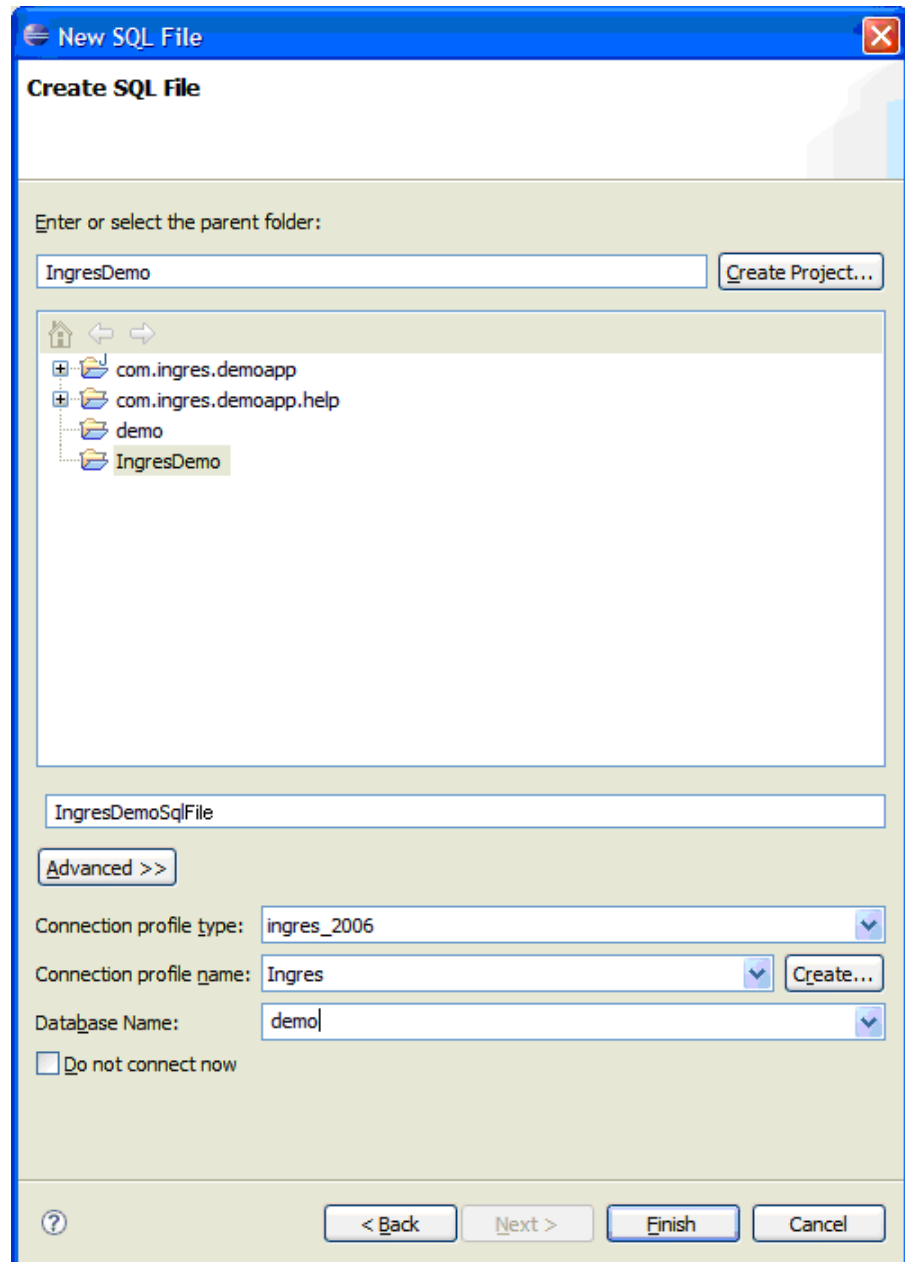 New SQL File
Create SQL File
Enter or select the parent folder:
IngresDemo
Create Project...
com.ingres.demoapp
com.ingres.demoapp.help
demo
IngresDemo
IngresDemoSqlFile
Advanced >>
Connection profile type: ingres_2006
Connection profile name: Ingres Create...
Database Name: demo
Do not connect now
? < Back Next > Finish Cancel